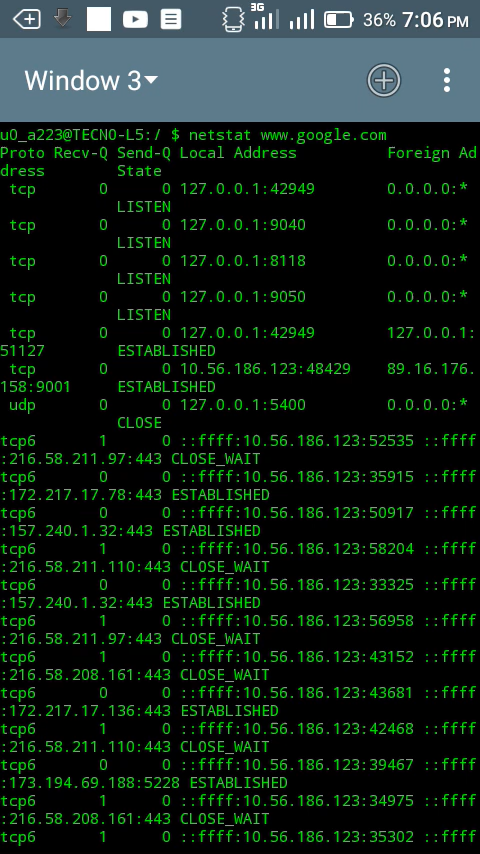 3G
36% 7:06 PM
Window 3
u0_a223@TECNO-L5:/ $ netstat www.google.com
Proto Recv-Q Send-Q Local Address          Foreign Ad
dress        State
 tcp       0      0 127.0.0.1:42949        0.0.0.0:*
             LISTEN
 tcp       0      0 127.0.0.1:9040         0.0.0.0:*
             LISTEN
 tcp       0      0 127.0.0.1:8118         0.0.0.0:*
             LISTEN
 tcp       0      0 127.0.0.1:9050         0.0.0.0:*
             LISTEN
 tcp       0      0 127.0.0.1:42949        127.0.0.1:
51127        ESTABLISHED
 tcp       0      0 10.56.186.123:48429    89.16.176.
158:9001     ESTABLISHED
 udp       0      0 127.0.0.1:5400         0.0.0.0:*
             CLOSE
tcp6       1      0 ::ffff:10.56.186.123:52535 ::ffff
:216.58.211.97:443 CLOSE_WAIT
tcp6       0      0 ::ffff:10.56.186.123:35915 ::ffff
:172.217.17.78:443 ESTABLISHED
tcp6       0      0 ::ffff:10.56.186.123:50917 ::ffff
:157.240.1.32:443 ESTABLISHED
tcp6       1      0 ::ffff:10.56.186.123:58204 ::ffff
:216.58.211.110:443 CLOSE_WAIT
tcp6       0      0 ::ffff:10.56.186.123:33325 ::ffff
:157.240.1.32:443 ESTABLISHED
tcp6       1      0 ::ffff:10.56.186.123:56958 ::ffff
:216.58.211.97:443 CLOSE_WAIT
tcp6       1      0 ::ffff:10.56.186.123:43152 ::ffff
:216.58.208.161:443 CLOSE_WAIT
tcp6       0      0 ::ffff:10.56.186.123:43681 ::ffff
:172.217.17.136:443 ESTABLISHED
tcp6       1      0 ::ffff:10.56.186.123:42468 ::ffff
:216.58.211.110:443 CLOSE_WAIT
tcp6       0      0 ::ffff:10.56.186.123:39467 ::ffff
:173.194.69.188:5228 ESTABLISHED
tcp6       1      0 ::ffff:10.56.186.123:34975 ::ffff
:216.58.208.161:443 CLOSE_WAIT
tcp6       1      0 ::ffff:10.56.186.123:35302 ::ffff